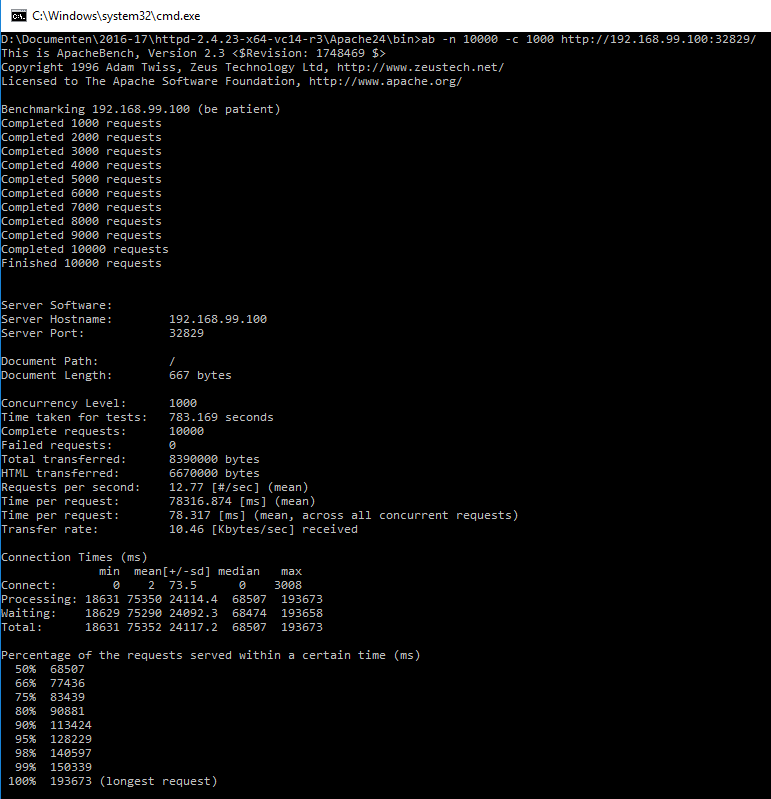 C:\Windows\system32\cmd.exe
D:\Documenten\2016-17\httpd-2.4.23-x64-vc14-r3\Apache24\bin>ab -n 10000 -c 1000 http://192.168.99.100:32829/
This is ApacheBench, Version 2.3 <$Revision: 1748469 $>
Copyright 1996 Adam Twiss, Zeus Technology Ltd, http://www.zeustech.net/
Licensed to The Apache Software Foundation, http://www.apache.org/
Benchmarking 192.168.99.100 (be patient)
Completed 1000 requests
Completed 2000 requests
Completed 3000 requests
Completed 4000 requests
Completed 5000 requests
Completed 6000 requests
Completed 7000 requests
Completed 8000 requests
Completed 9000 requests
Completed 10000 requests
Finished 10000 requests
Server Software:
Server Hostname:        192.168.99.100
Server Port:            32829
Document Path:          /
Document Length:        667 bytes
Concurrency Level:      1000
Time taken for tests:   783.169 seconds
Complete requests:      10000
Failed requests:        0
Total transferred:      8390000 bytes
HTML transferred:       6670000 bytes
Requests per second:    12.77 [#/sec] (mean)
Time per request:       78316.874 [ms] (mean)
Time per request:       78.317 [ms] (mean, across all concurrent requests)
Transfer rate:          10.46 [Kbytes/sec] received
Connection Times (ms)
              min  mean[+/-sd] median   max
Connect:        0    2  73.5      0    3008
Processing: 18631 75350 24114.4  68507  193673
Waiting:    18629 75290 24092.3  68474  193658
Total:      18631 75352 24117.2  68507  193673
Percentage of the requests served within a certain time (ms)
  50%  68507
  66%  77436
  75%  83439
  80%  90881
  90%  113424
  95%  128229
  98%  140597
  99%  150339
 100%  193673 (longest request)